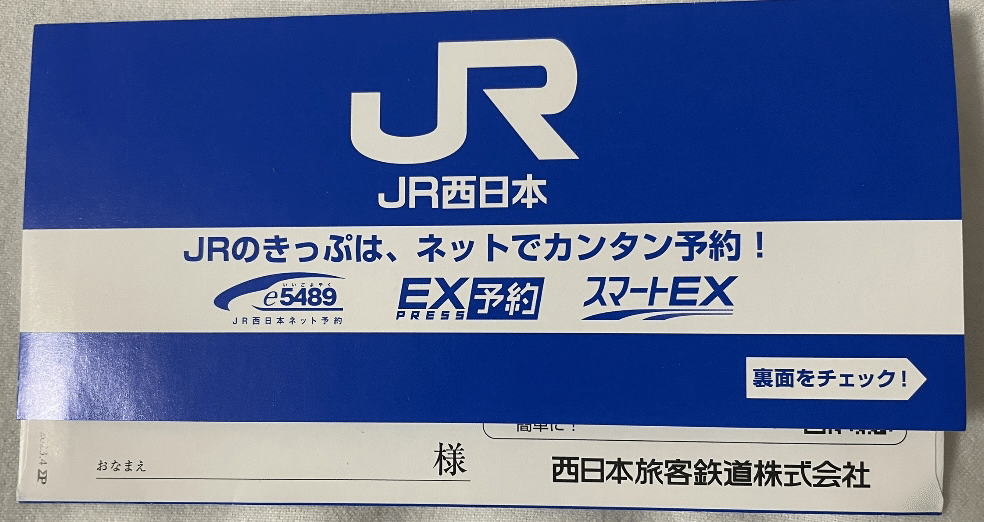 JR
JR西日本
JRのきっぷは、ネットでカンタン予約！
いいごよやく
e5489
JR西日本ネット予約
EX予約
PRESS
スマートEX
裏面をチェック！
簡単に！
おなまえ
様
西日本旅客鉄道株式会社